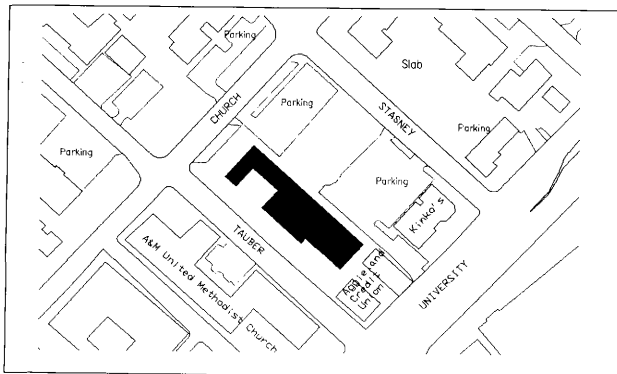 Parking
CHURCH
Slab
Parking
STASNEY
Parking
Parking
Parking
Kinko's
TAUBER
A&M United Methodist Church
Aggieland
Credit
Union
UNIVERSITY